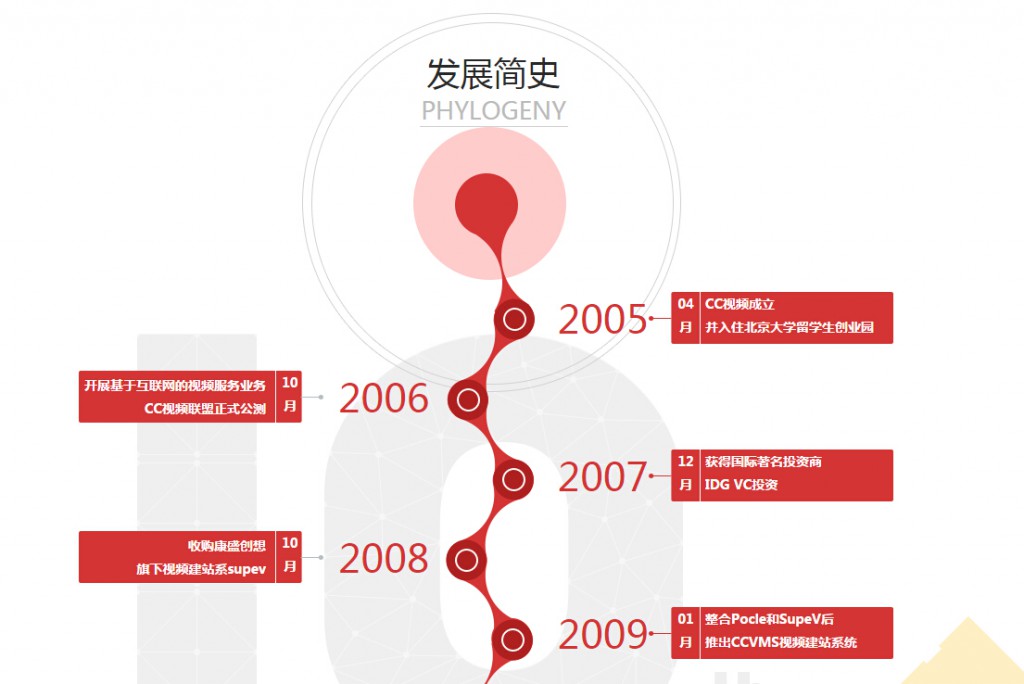 发展简史
PHYLOGENY
2005
04
月
CC视频成立
并入住北京大学留学生创业园
开展基于互联网的视频服务业务
CC视频联盟正式公测
10
月
2006
2007
12
月
获得国际著名投资商
IDG VC投资
收购康盛创想
旗下视频建站系supev
10
月
2008
2009
01
月
整合Pocle和SupeV后
推出CCVMS视频建站系统